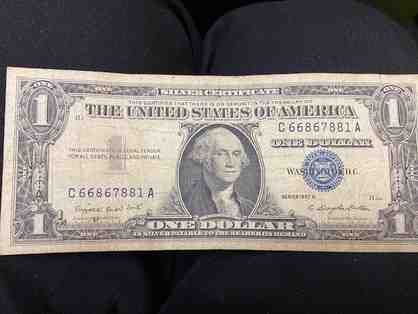 SILVER CERTIFICATE
THIS CERTIFIES THAT THERE IS ON DEPOSIT IN THE TREASURY OF
THE UNITED STATES OF AMERICA
1
1
C 66867881 A
ONE DOLLAR
1
THIS CERTIFICATE IS LEGAL TENDER
FOR ALL DEBTS, PUBLIC AND PRIVATE
WASHINGTON, D.C.
C 66867881 A
SERIES 1957
1
1
ONE DOLLAR
IN SILVER PAYABLE TO THE BEARER ON DEMAND